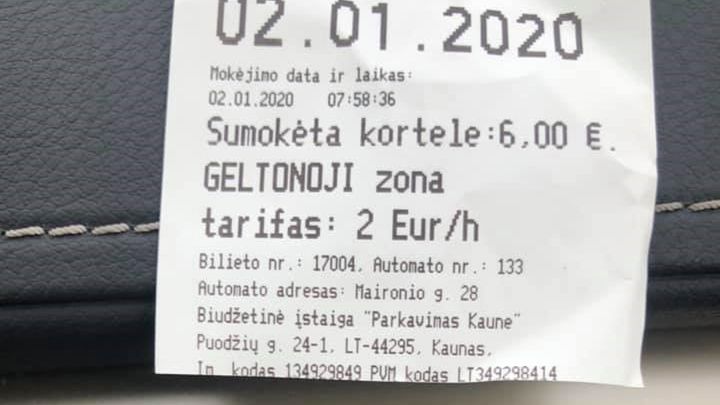 02.01.2020
Mokėjimo data ir laikas:
02.01.2020 07:58:36
Sumokėta kortele:6,00 €.
GELTONOJI zona
tarifas: 2 Eur/h
Bilieto nr.: 17004, Automato nr.: 133
Automato adresas: Maironio g. 28
Biudžetinė įstaiga "Parkavimas Kaune"
Puodžių g. 24-1, LT-44295, Kaunas,
Įm. kodas 134929849 PVM kodas LT349298414